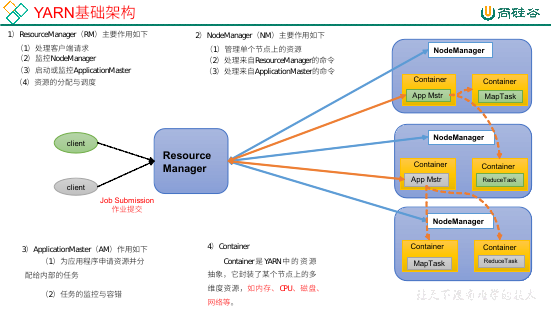 YARN基础架构
尚硅谷
1）ResourceManager（RM）主要作用如下
（1）处理客户端请求
（2）监控NodeManager
（3）启动或监控ApplicationMaster
（4）资源的分配与调度
2）NodeManager（NM）主要作用如下
（1）管理单个节点上的资源
（2）处理来自ResourceManager的命令
（3）处理来自ApplicationMaster的命令
NodeManager
Container
Container
App Mstr
MapTask
NodeManager
Container
Container
App Mstr
ReduceTask
NodeManager
Container
Container
MapTask
ReduceTask
client
client
Resource
Manager
Job Submission
作业提交
3）ApplicationMaster（AM）作用如下
（1）为应用程序申请资源并分
配给内部的任务
（2）任务的监控与容错
4）Container
Container是YARN中的资源
抽象，它封装了某个节点上的多
维度资源，如内存、CPU、磁盘、
网络等。
让天下没有难学的技术